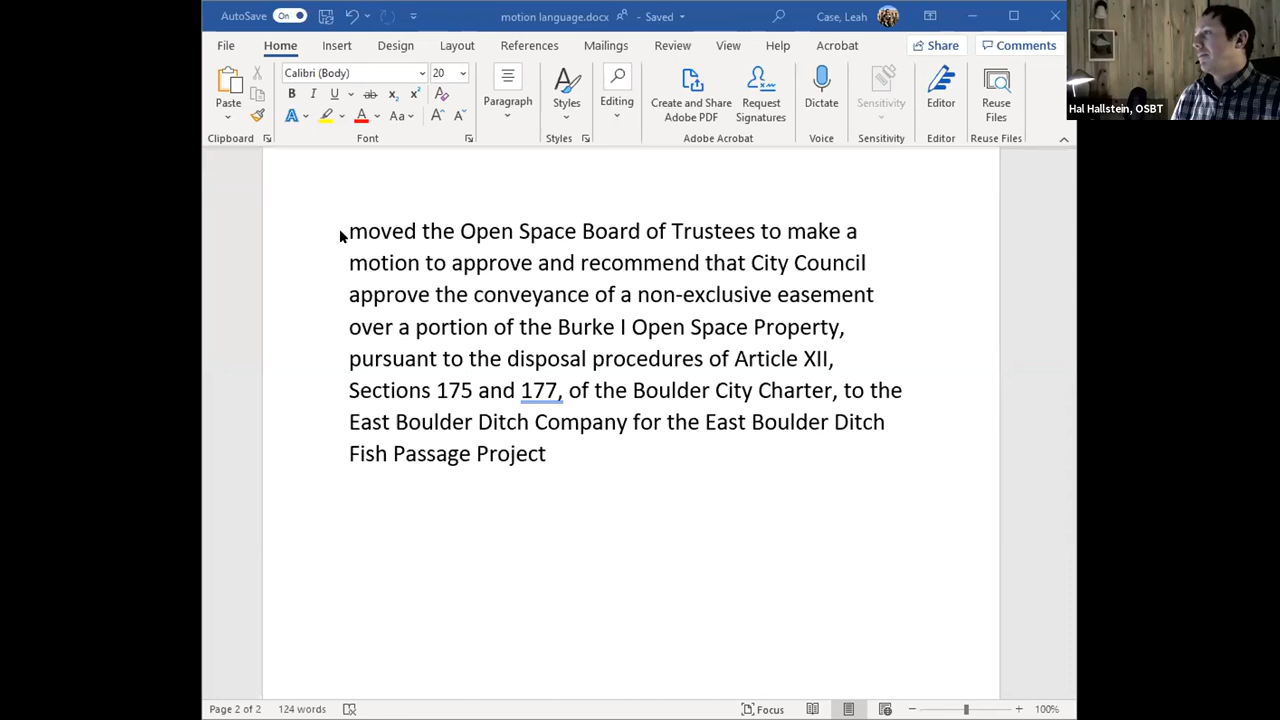 AutoSave On motion language.docx - Saved Case, Leah
File Home Insert Design Layout References Mailings Review View Help Acrobat Share Comments
Calibri (Body) 20
Paste B I U ab x₂ x² Paragraph Styles Editing Create and Share Adobe PDF Request Signatures Dictate Sensitivity Editor Reuse Files
A A Aa A A
Clipboard Font Styles Adobe Acrobat Voice Sensitivity Editor Reuse Files
Hal Hallstein, OSBT
moved the Open Space Board of Trustees to make a
motion to approve and recommend that City Council
approve the conveyance of a non-exclusive easement
over a portion of the Burke I Open Space Property,
pursuant to the disposal procedures of Article XII,
Sections 175 and 177, of the Boulder City Charter, to the
East Boulder Ditch Company for the East Boulder Ditch
Fish Passage Project
Page 2 of 2 124 words Focus 100%